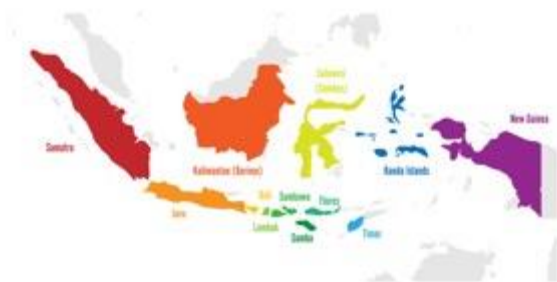 Sulawesi
(Celebes)
New Guinea
Sumatra
Kalimantan (Borneo)
Banda Islands
Bali
Sumbawa
Flores
Java
Lombok
Sumba
Timor